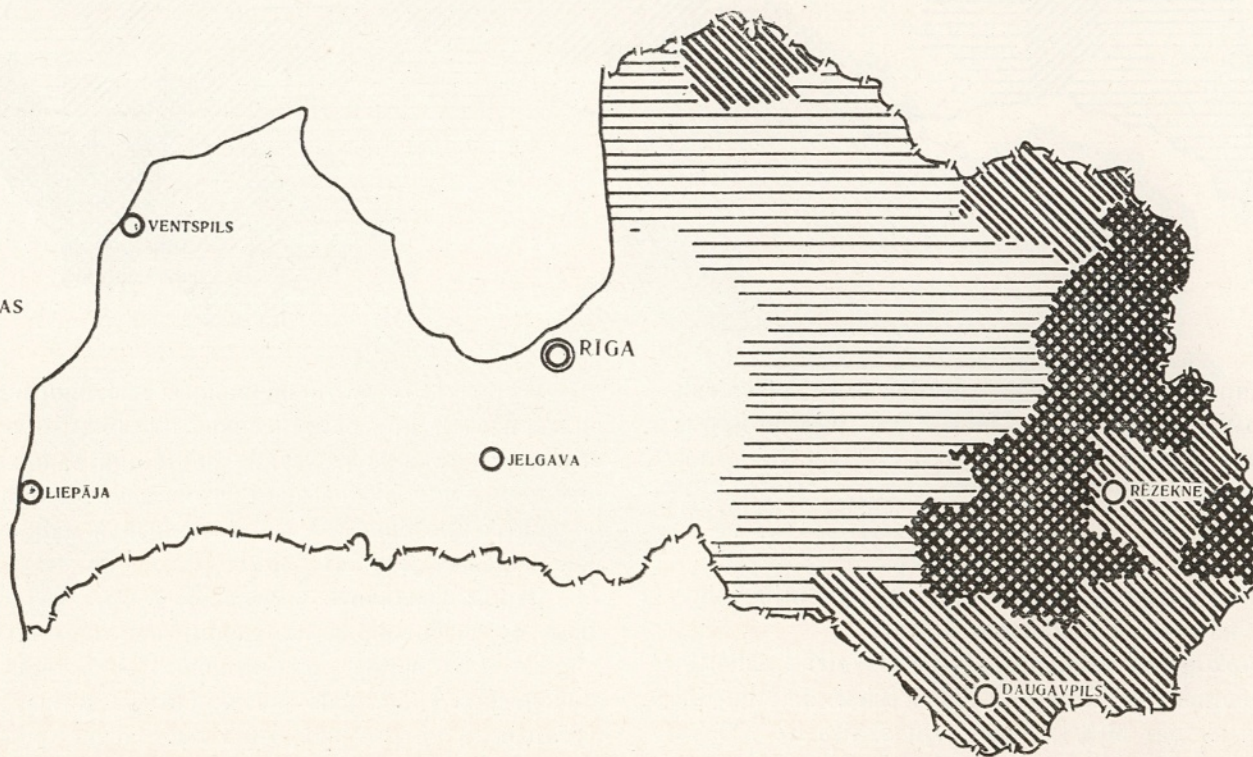 VENTSPILS
AS
RĪGA
JELGAVA
LIEPĀJA
RĒZEKNE
DAUGAVPILS